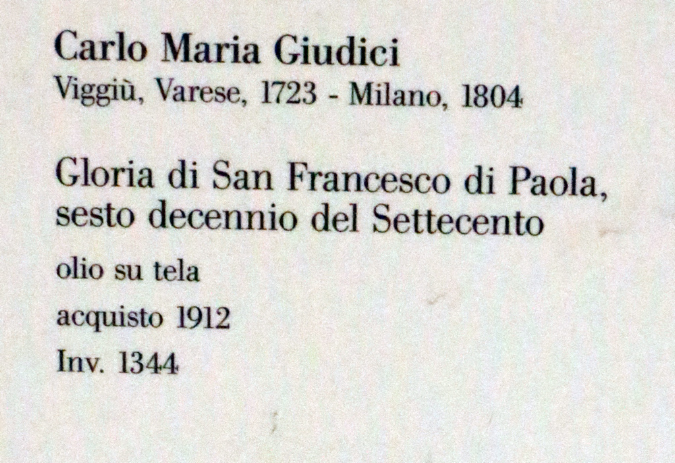 Carlo Maria Giudici
Viggiù, Varese, 1723 - Milano, 1804
Gloria di San Francesco di Paola,
sesto decennio del Settecento
olio su tela
acquisto 1912
Inv. 1344